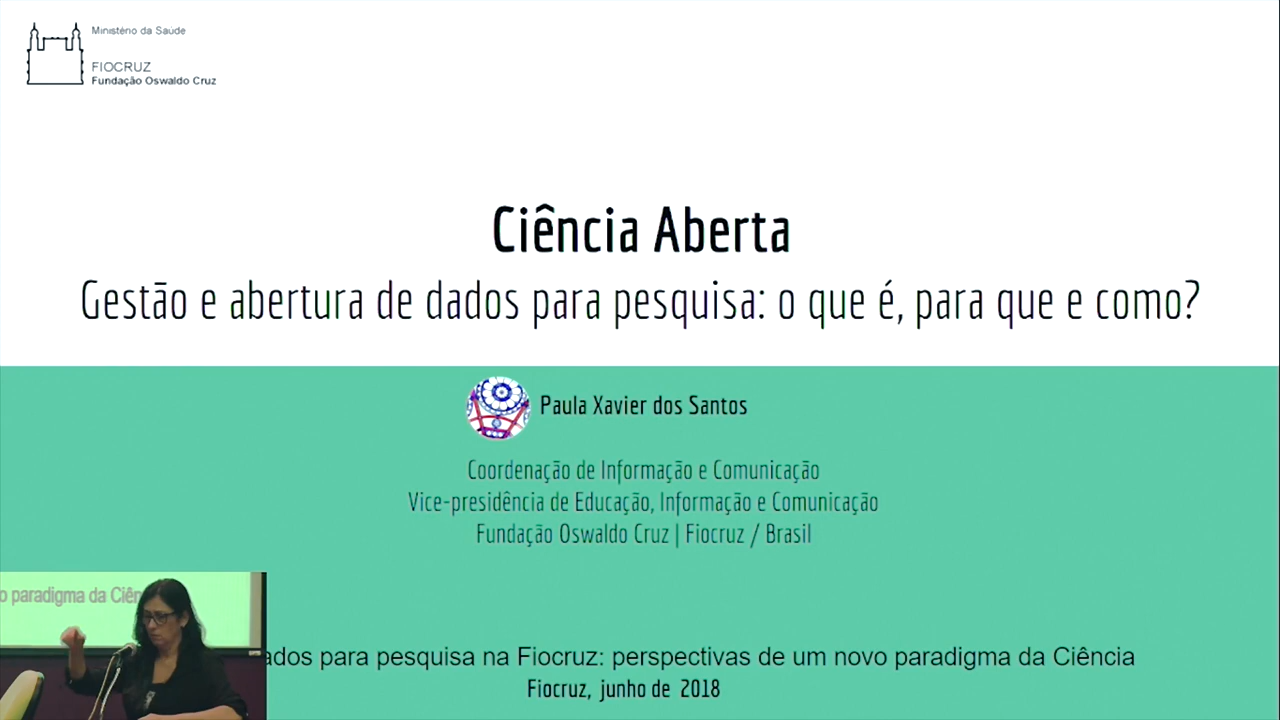 Ministério da Saúde
FIOCRUZ
Fundação Oswaldo Cruz
Ciência Aberta
Gestão e abertura de dados para pesquisa: o que é, para que e como?
Paula Xavier dos Santos
Coordenação de Informação e Comunicação
Vice-presidência de Educação, Informação e Comunicação
Fundação Oswaldo Cruz | Fiocruz / Brasil
o paradigma da Ciên
ados para pesquisa na Fiocruz: perspectivas de um novo paradigma da Ciência
Fiocruz, junho de 2018